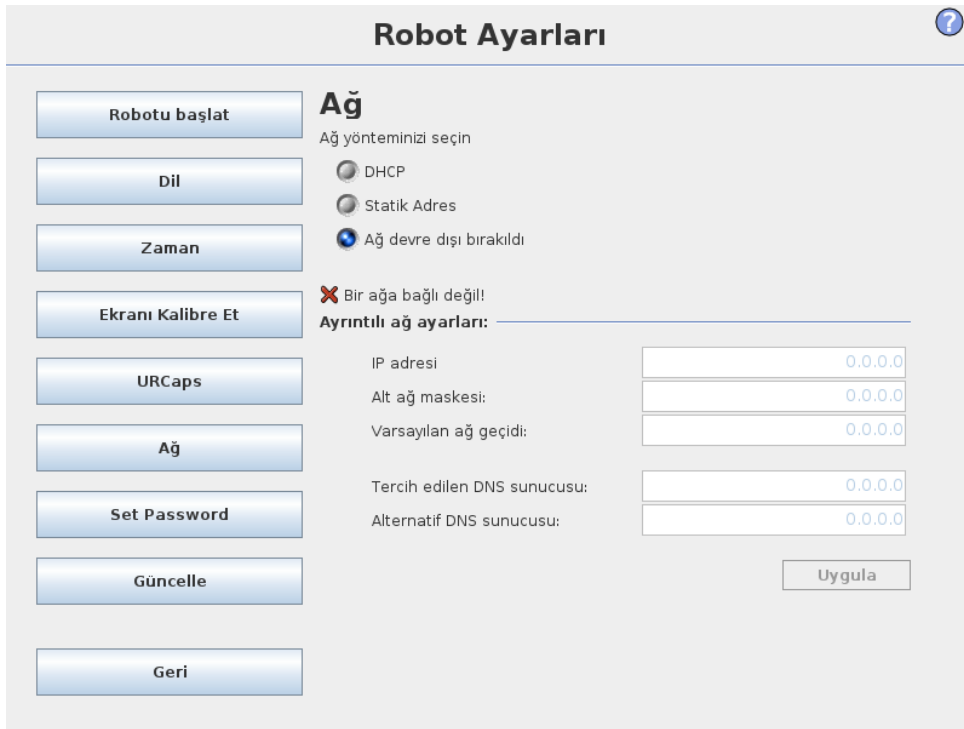 Robot Ayarları
?
Robotu başlat
Dil
Zaman
Ekranı Kalibre Et
URCaps
Ağ
Set Password
Güncelle
Geri
Ağ
Ağ yönteminizi seçin
DHCP
Statik Adres
Ağ devre dışı bırakıldı
Bir ağa bağlı değil!
Ayrıntılı ağ ayarları:
IP adresi 0.0.0.0
Alt ağ maskesi: 0.0.0.0
Varsayılan ağ geçidi: 0.0.0.0
Tercih edilen DNS sunucusu: 0.0.0.0
Alternatif DNS sunucusu: 0.0.0.0
Uygula